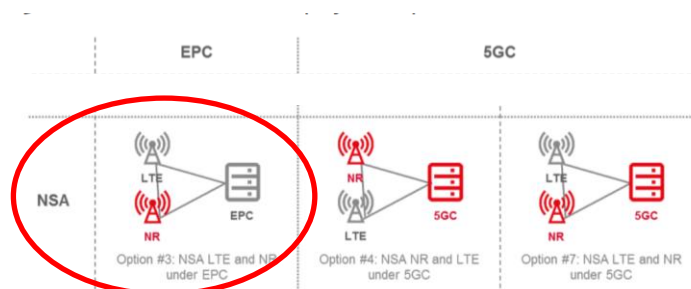 EPC
5GC
NSA
LTE
NR
EPC
Option #3: NSA LTE and NR
under EPC
NR
LTE
5GC
Option #4: NSA NR and LTE
under 5GC
LTE
NR
5GC
Option #7: NSA LTE and NR
under 5GC